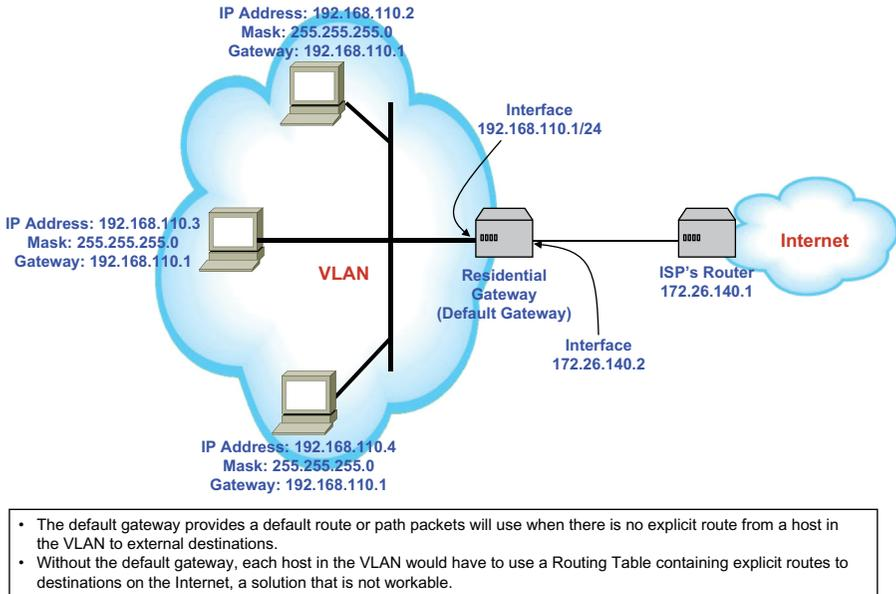 IP Address: 192.168.110.2
Mask: 255.255.255.0
Gateway: 192.168.110.1
Interface
192.168.110.1/24
IP Address: 192.168.110.3
Mask: 255.255.255.0
Gateway: 192.168.110.1
VLAN
Residential
Gateway
(Default Gateway)
ISP's Router
172.26.140.1
Internet
Interface
172.26.140.2
IP Address: 192.168.110.4
Mask: 255.255.255.0
Gateway: 192.168.110.1
• The default gateway provides a default route or path packets will use when there is no explicit route from a host in
the VLAN to external destinations.
• Without the default gateway, each host in the VLAN would have to use a Routing Table containing explicit routes to
destinations on the Internet, a solution that is not workable.